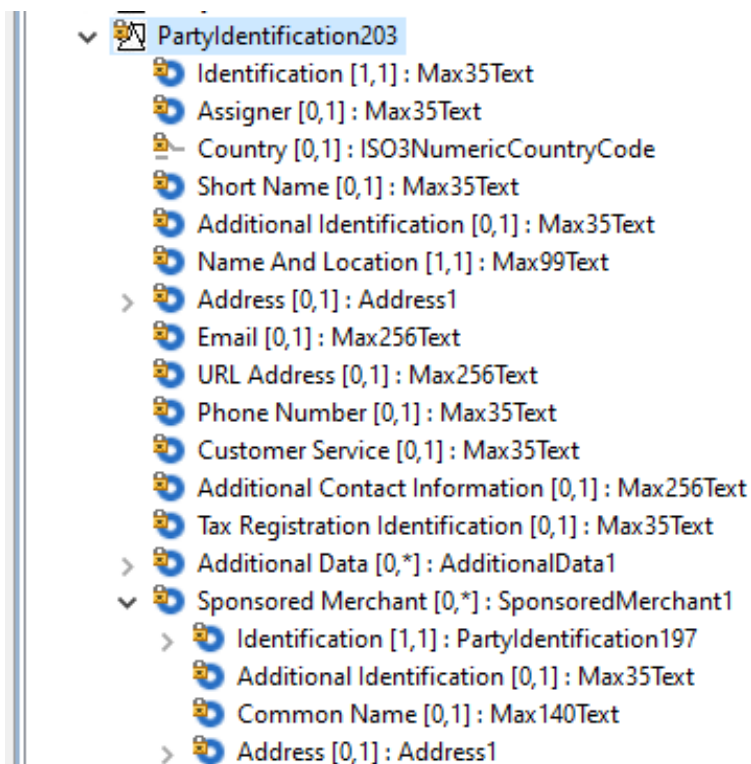 PartyIdentification203
Identification [1,1] : Max35Text
Assigner [0,1] : Max35Text
Country [0,1] : ISO3NumericCountryCode
Short Name [0,1] : Max35Text
Additional Identification [0,1] : Max35Text
Name And Location [1,1] : Max99Text
Address [0,1] : Address1
Email [0,1] : Max256Text
URL Address [0,1] : Max256Text
Phone Number [0,1] : Max35Text
Customer Service [0,1] : Max35Text
Additional Contact Information [0,1] : Max256Text
Tax Registration Identification [0,1] : Max35Text
Additional Data [0,*] : AdditionalData1
Sponsored Merchant [0,*] : SponsoredMerchant1
Identification [1,1] : PartyIdentification197
Additional Identification [0,1] : Max35Text
Common Name [0,1] : Max140Text
Address [0,1] : Address1